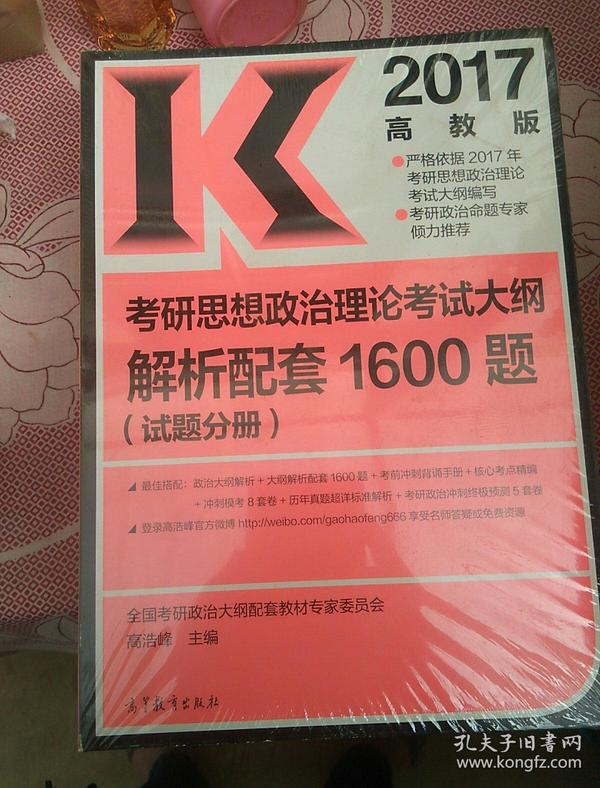 2017
高教版
●严格依据 2017 年
考研思想政治理论
考试大纲编写
●考研政治命题专家
倾力推荐
考研思想政治理论考试大纲
解析配套 1600 题
（试题分册）
最佳搭配：政治大纲解析 + 大纲解析配套 1600 题 + 考前冲刺背诵手册 + 核心考点精编
+ 冲刺模考 8 套卷 + 历年真题超详标准解析 + 考研政治冲刺终极预测 5 套卷
登录高浩峰官方微博 http://weibo.com/gaohaofeng666 享受名师答疑或免费资源
全国考研政治大纲配套教材专家委员会
高浩峰 主编
高等教育出版社
孔夫子旧书网
www.kongfz.com